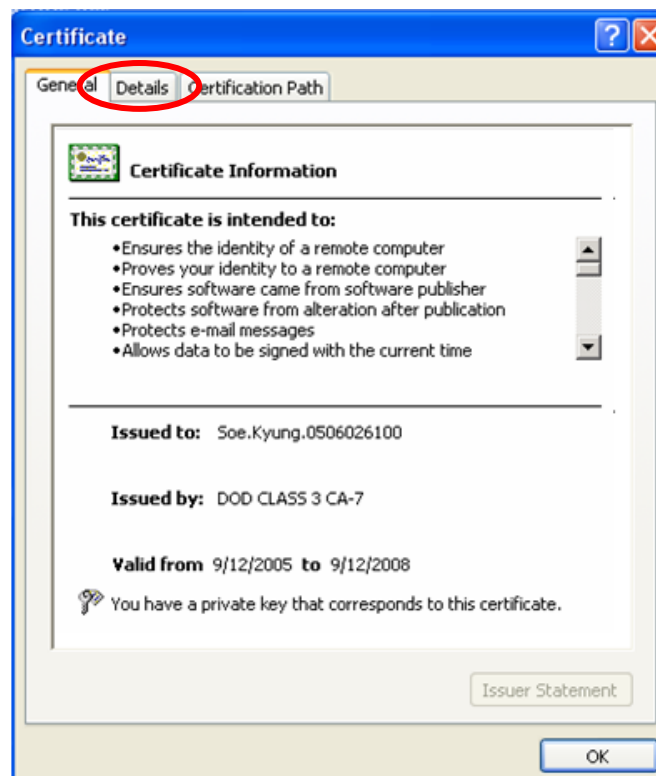 Certificate
General Details Certification Path
Certificate Information
This certificate is intended to:
•Ensures the identity of a remote computer
•Proves your identity to a remote computer
•Ensures software came from software publisher
•Protects software from alteration after publication
•Protects e-mail messages
•Allows data to be signed with the current time
Issued to: Soe.Kyung.0506026100
Issued by: DOD CLASS 3 CA-7
Valid from 9/12/2005 to 9/12/2008
You have a private key that corresponds to this certificate.
Issuer Statement
OK